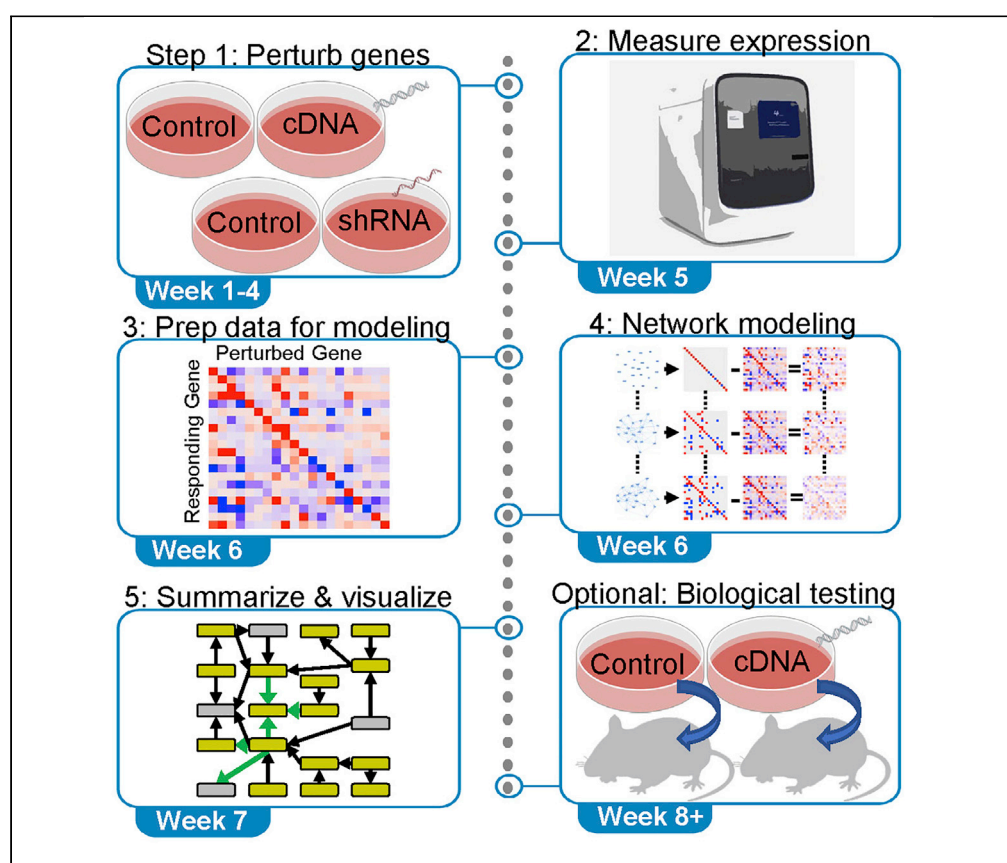 Step 1: Perturb genes
Control
cDNA
Control
shRNA
Week 1-4
2: Measure expression
Week 5
3: Prep data for modeling
Perturbed Gene
Responding Gene
Week 6
4: Network modeling
Week 6
5: Summarize & visualize
Week 7
Optional: Biological testing
Control
cDNA
Week 8+